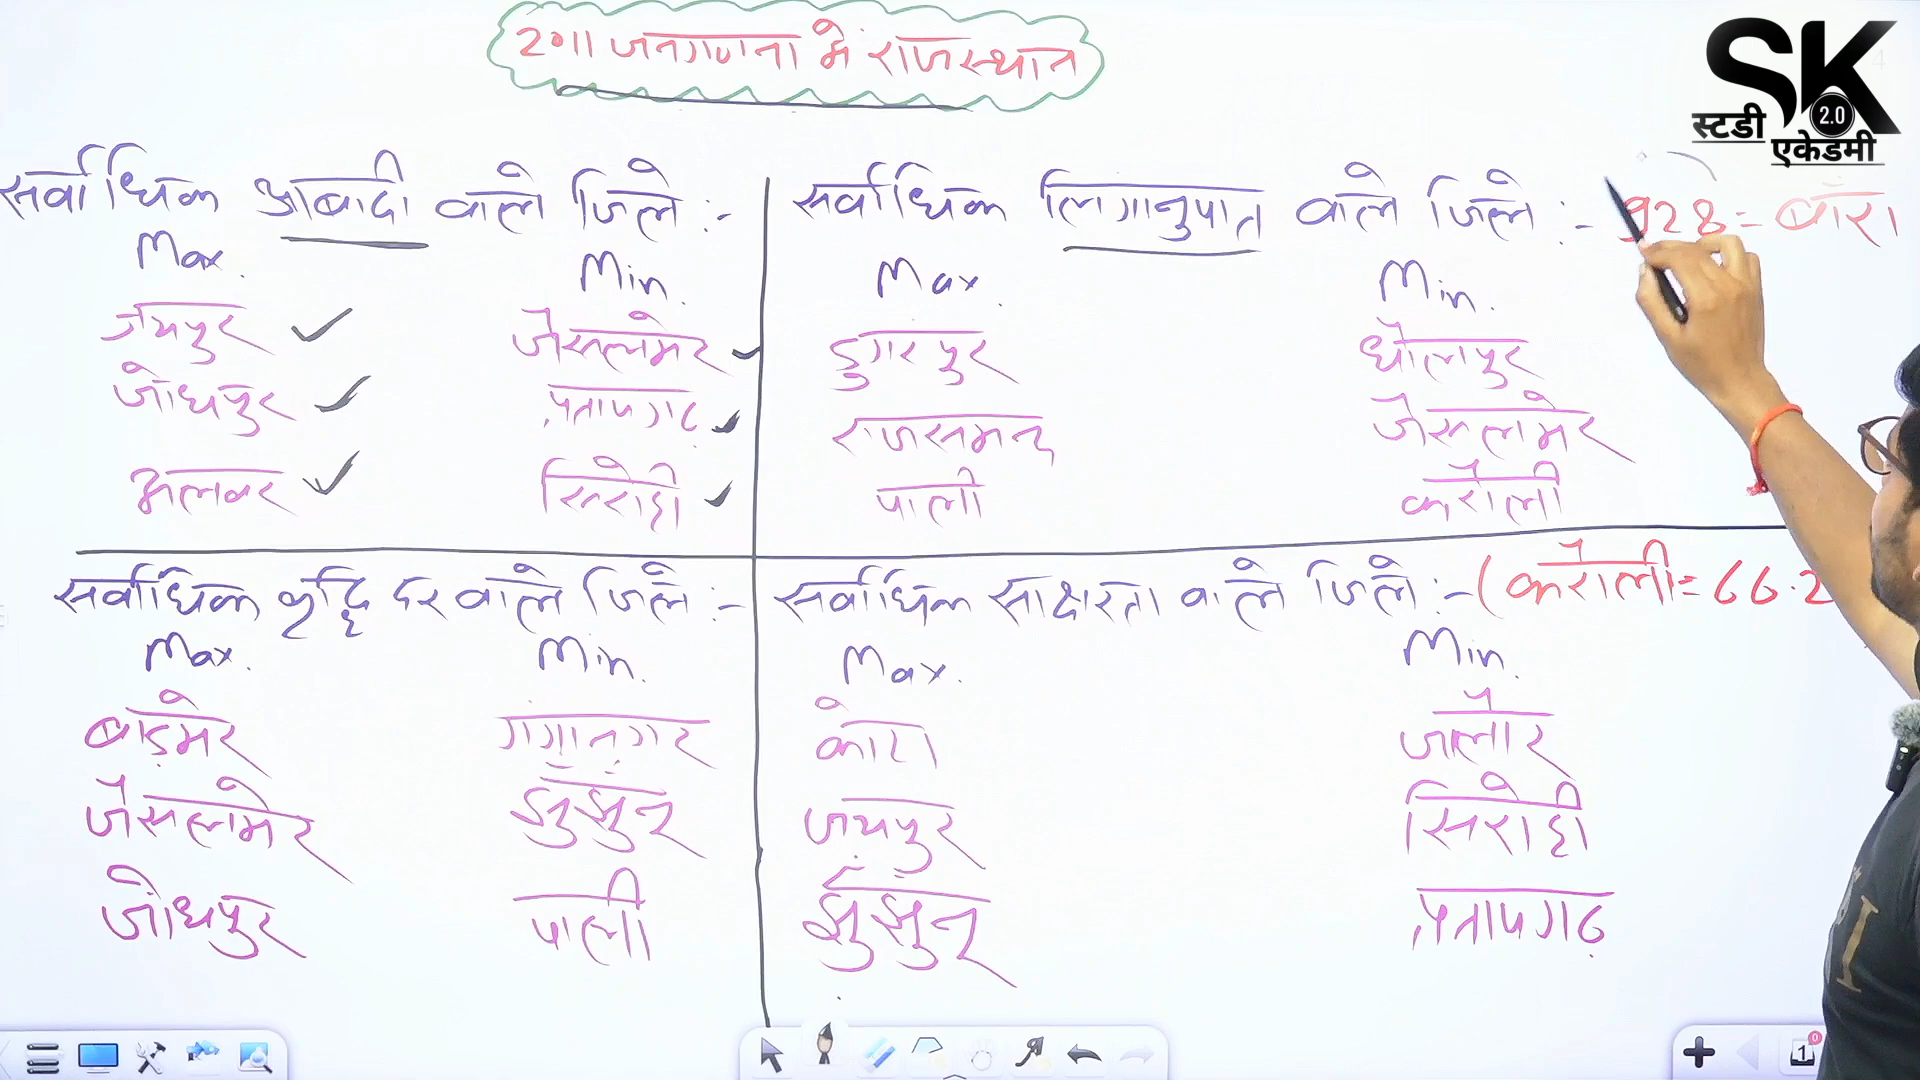 2011 जनगणना में राजस्थान
SK
2.0
स्टडी
एकेडमी
सर्वाधिक आबादी वाले जिले :-
Max.
Min.
जयपुर
जैसलमेर
जोधपुर
प्रतापगढ़
अलवर
सिरोही
सर्वाधिक लिगानुपात वाले जिले :- 928 = बाँरा
Max.
Min.
डुगरपुर
धौलपुर
राजसमन्द
जैसलमेर
पाली
करौली
सर्वाधिक वृद्धि दर वाले जिले :-
Max.
Min.
बाड़मेर
गगानगर
जैसलमेर
झुंझुंनू
जोधपुर
पाली
सर्वाधिक साक्षरता वाले जिले :- (करौली = 66.2
Max.
Min.
कोटा
जालौर
जयपुर
सिरोही
झुंझुंनू
प्रतापगढ़
1